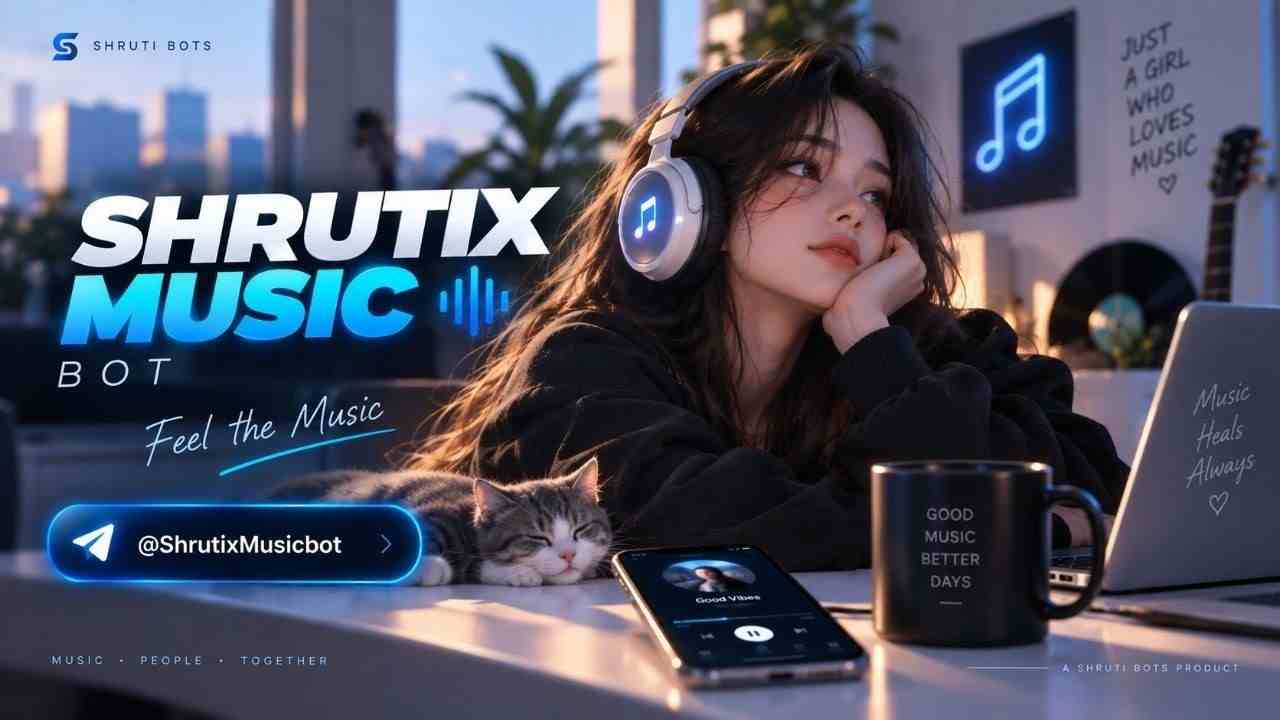 SHRUTI BOTS
SHRUTIX
MUSIC
BOT
Feel the Music
@ShrutixMusicbot
MUSIC • PEOPLE • TOGETHER
JUST
A GIRL
WHO
LOVES
MUSIC
Music
Heals
Always
GOOD
MUSIC
BETTER
DAYS
Good Vibes
A SHRUTI BOTS PRODUCT